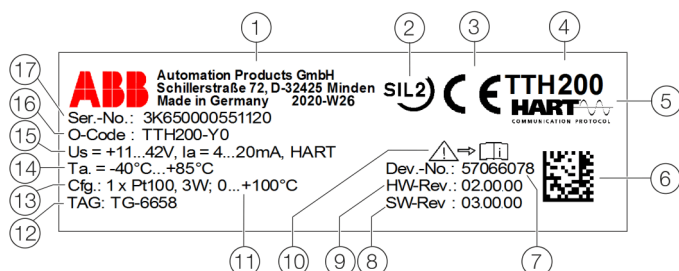 1 2 3 4
ABB Automation Products GmbH
Schillerstraße 72, D-32425 Minden
Made in Germany 2020-W26
SIL2 CE TTH200
HART
COMMUNICATION PROTOCOL
17 Ser.-No.: 3K650000551120 5
16 O-Code : TTH200-Y0
15 Us = +11...42V, Ia = 4...20mA, HART
14 Ta. = -40°C...+85°C Dev.-No.: 57066078 6
13 Cfg.: 1 x Pt100, 3W; 0...+100°C HW-Rev.: 02.00.00
12 TAG: TG-6658 SW-Rev : 03.00.00
11 10 9 8 7